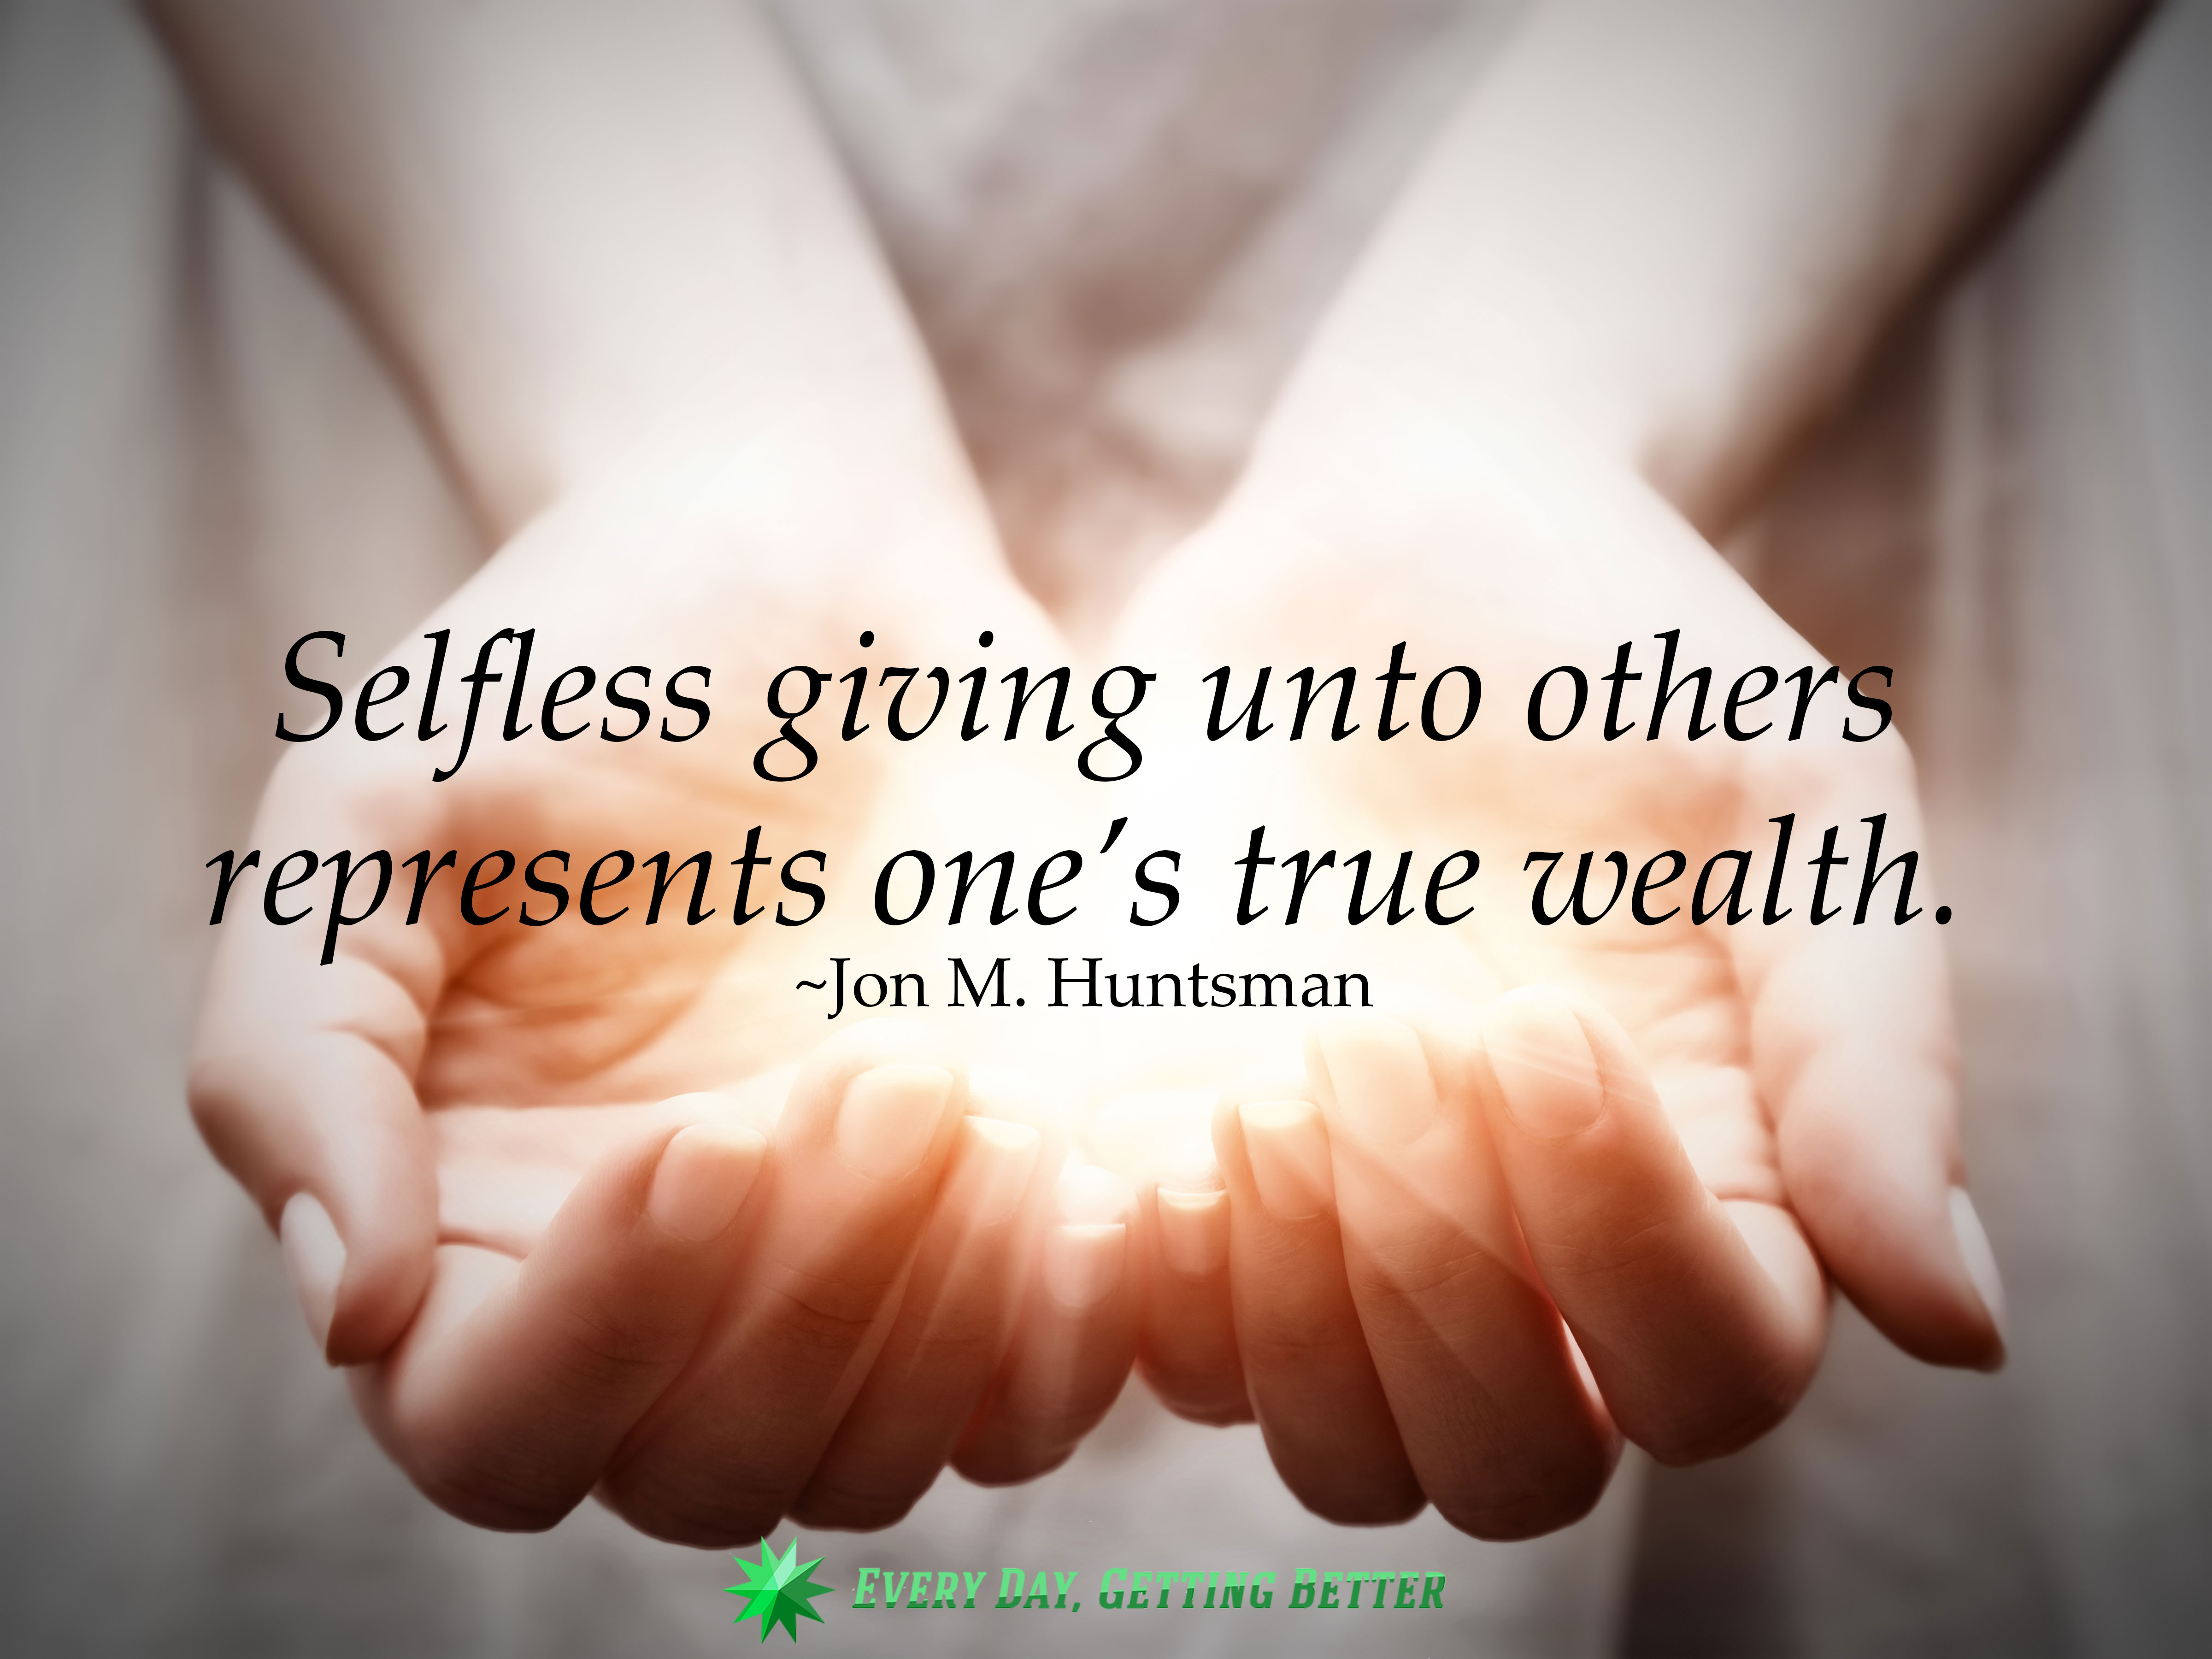 Selfless giving unto others
represents one’s true wealth.
~Jon M. Huntsman
Every Day, Getting Better